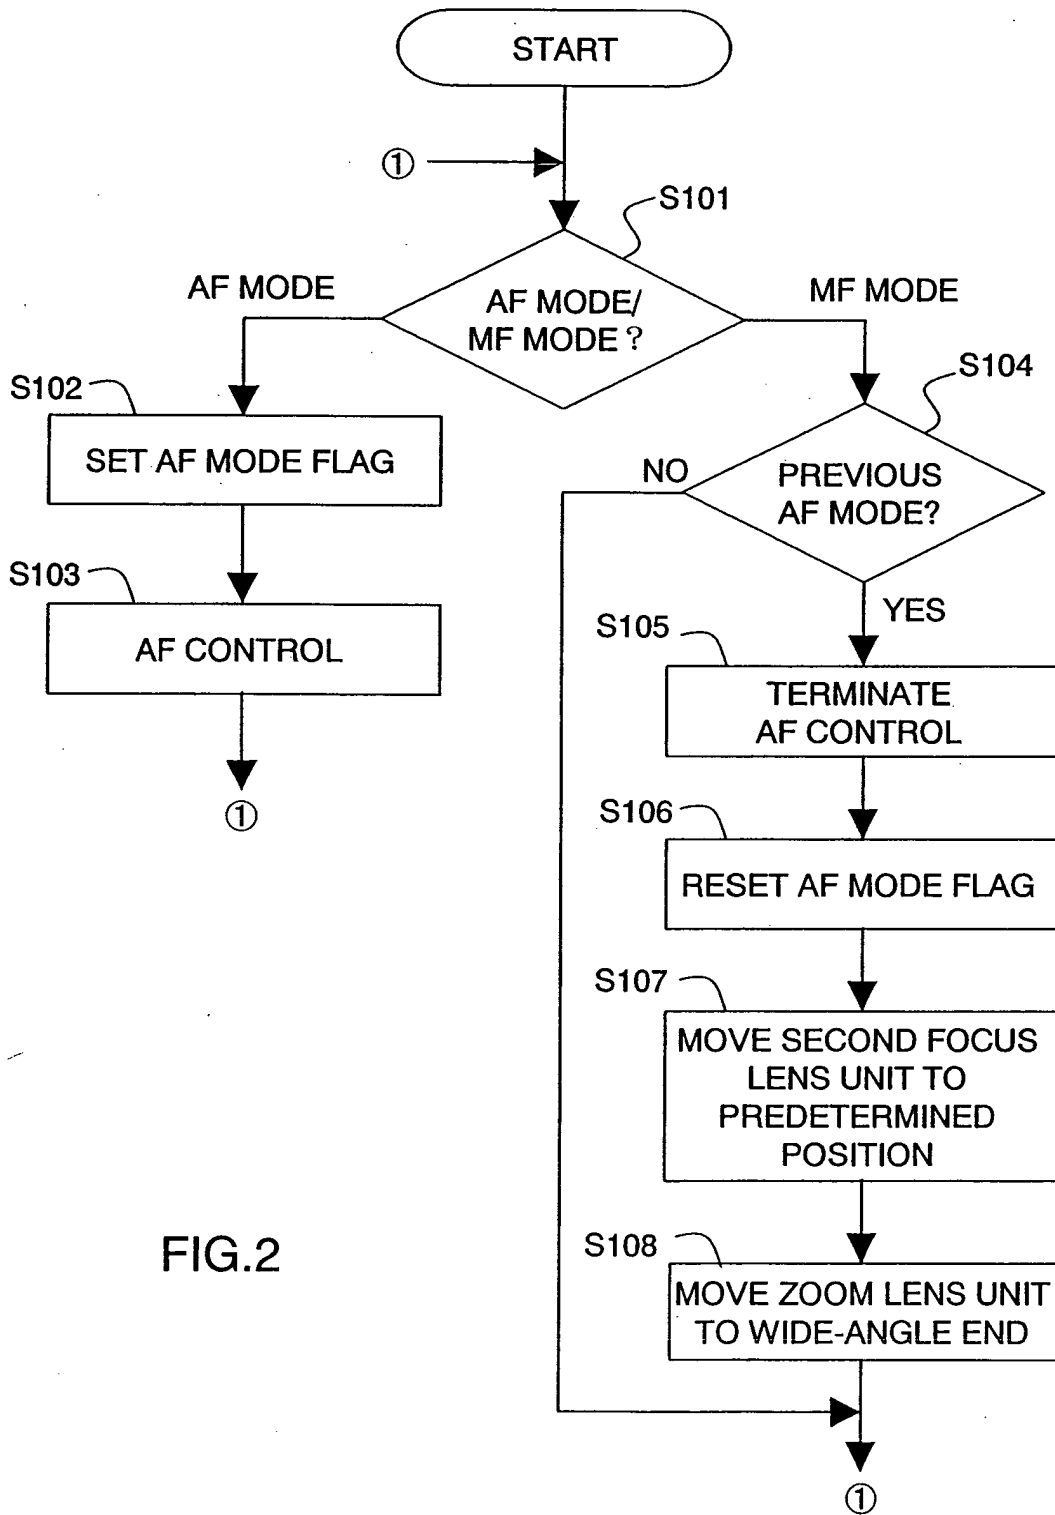 START
①
S101
AF MODE
AF MODE/
MF MODE?
MF MODE
S102
SET AF MODE FLAG
S104
NO
PREVIOUS
AF MODE?
S103
AF CONTROL
YES
S105
TERMINATE
AF CONTROL
①
S106
RESET AF MODE FLAG
S107
MOVE SECOND FOCUS
LENS UNIT TO
PREDETERMINED
POSITION
FIG.2
S108
MOVE ZOOM LENS UNIT
TO WIDE-ANGLE END
①